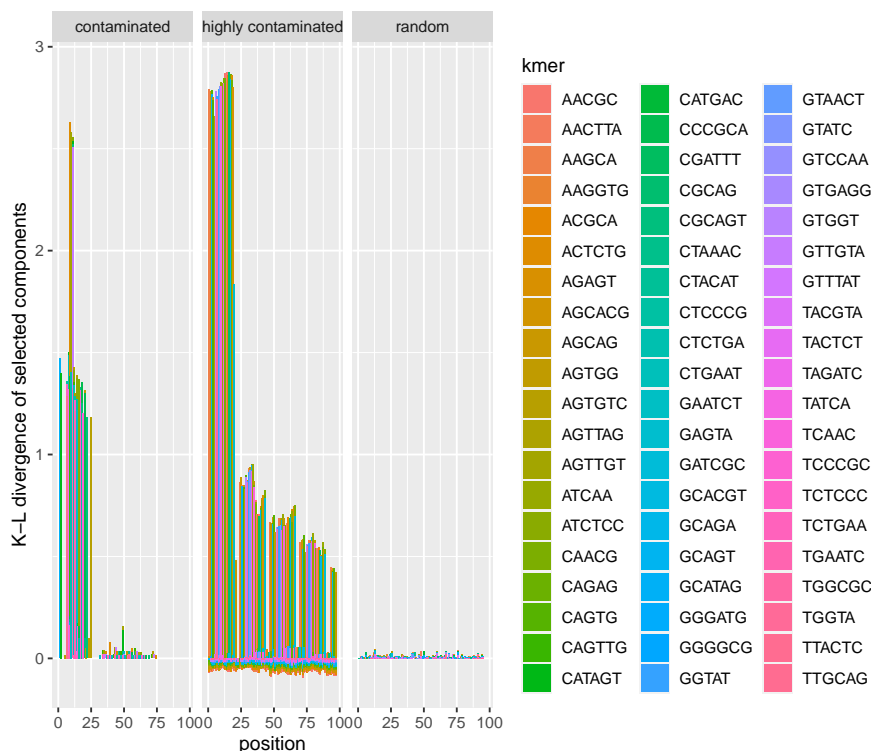 contaminated
highly contaminated
random
3
2
1
0
K−L divergence of selected components
0 25 50 75 100
0 25 50 75 100
0 25 50 75 100
position
kmer
AACGC
AACTTA
AAGCA
AAGGTG
ACGCA
ACTCTG
AGAGT
AGCACG
AGCAG
AGTGG
AGTGTC
AGTTAG
AGTTGT
ATCAA
ATCTCC
CAACG
CAGAG
CAGTG
CAGTTG
CATAGT
CATGAC
CCCGCA
CGATTT
CGCAG
CGCAGT
CTAAAC
CTACAT
CTCCCG
CTCTGA
CTGAAT
GAATCT
GAGTA
GATCGC
GCACGT
GCAGA
GCAGT
GCATAG
GGGATG
GGGGCG
GGTAT
GTAACT
GTATC
GTCCAA
GTGAGG
GTGGT
GTTGTA
GTTTAT
TACGTA
TACTCT
TAGATC
TATCA
TCAAC
TCCCGC
TCTCCC
TCTGAA
TGAATC
TGGCGC
TGGTA
TTACTC
TTGCAG